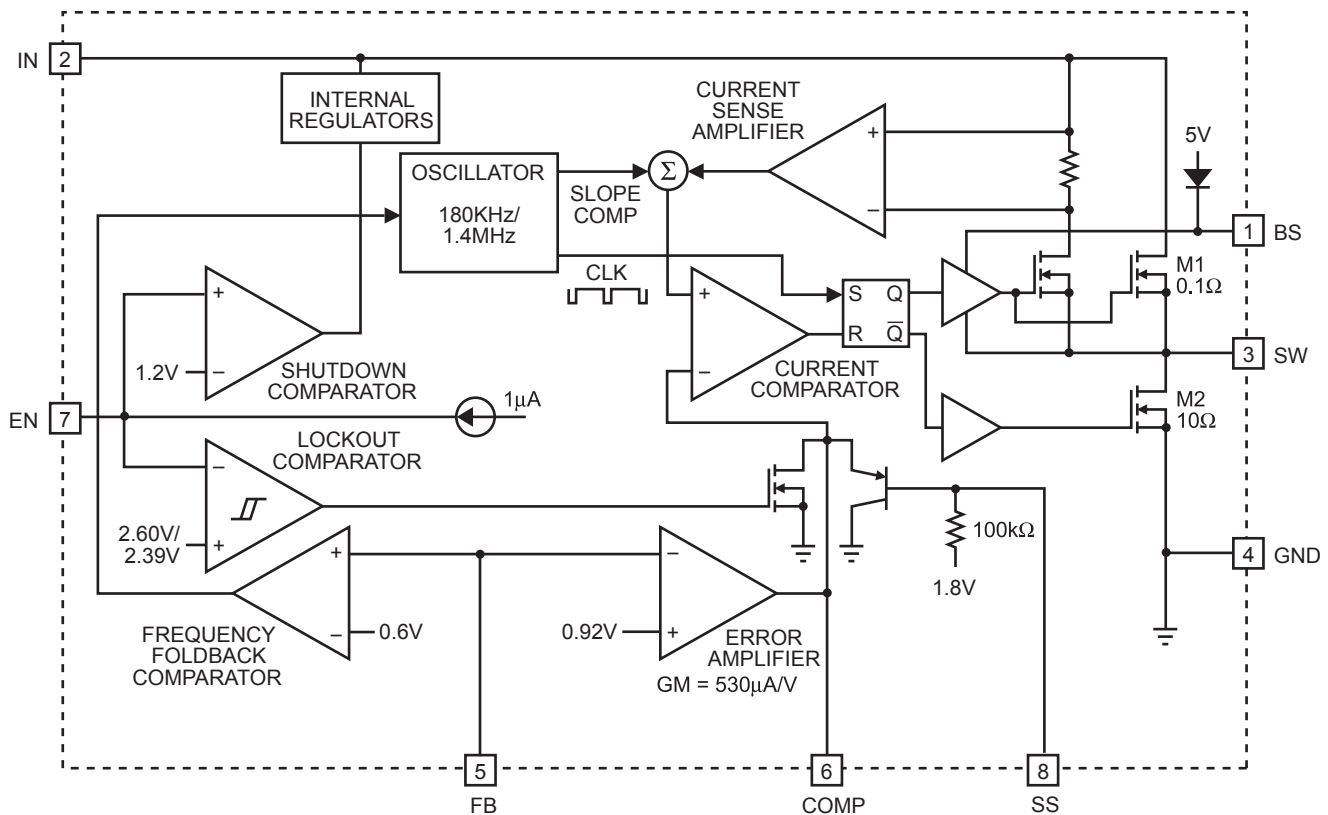 IN 2
INTERNAL
REGULATORS
CURRENT
SENSE
AMPLIFIER
+
−
5V
OSCILLATOR
180KHz/
1.4MHz
SLOPE
COMP
Σ
1 BS
CLK
M1
0.1Ω
+
−
1.2V
SHUTDOWN
COMPARATOR
+
−
CURRENT
COMPARATOR
S Q
R Q̅
3 SW
EN 7
1µA
M2
10Ω
LOCKOUT
COMPARATOR
−
+
2.60V/
2.39V
100kΩ
1.8V
4 GND
+
−
0.6V
FREQUENCY
FOLDBACK
COMPARATOR
−
+
0.92V
ERROR
AMPLIFIER
GM = 530µA/V
5
FB
6
COMP
8
SS